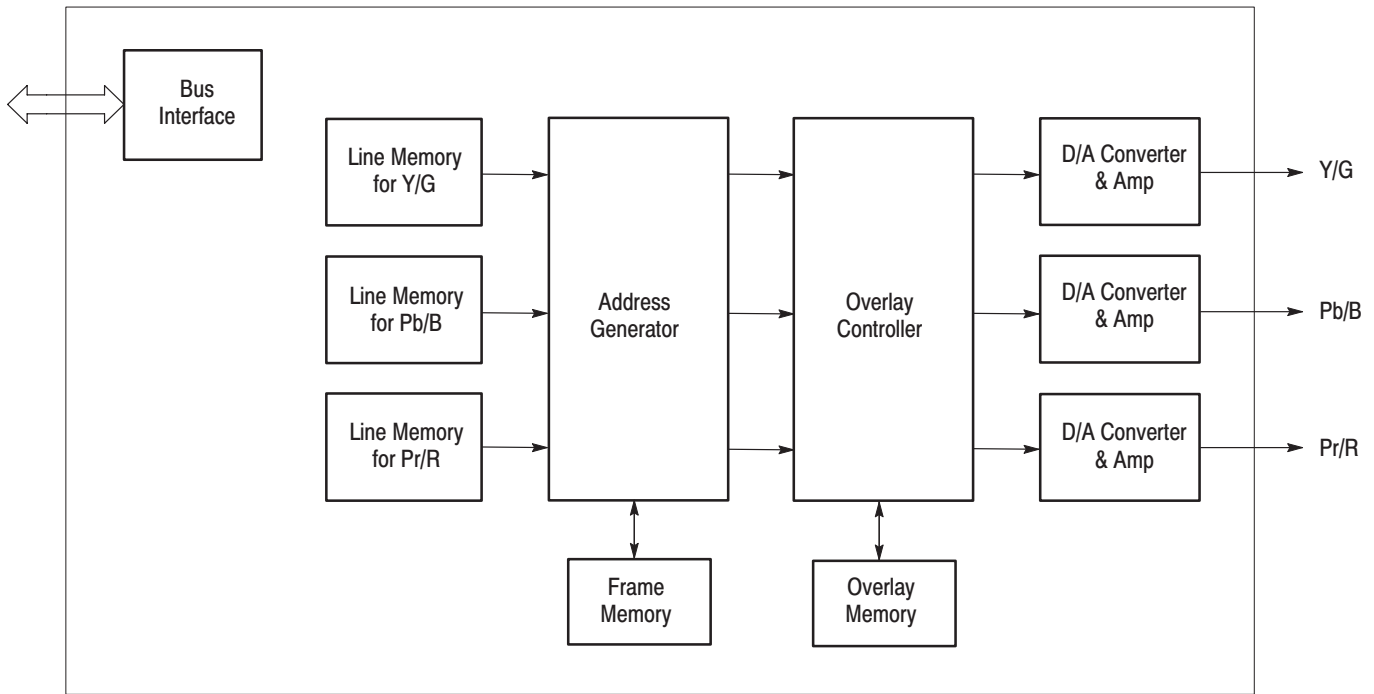 Bus
Interface
Line Memory
for Y/G
Line Memory
for Pb/B
Line Memory
for Pr/R
Address
Generator
Overlay
Controller
D/A Converter
& Amp
D/A Converter
& Amp
D/A Converter
& Amp
Y/G
Pb/B
Pr/R
Frame
Memory
Overlay
Memory